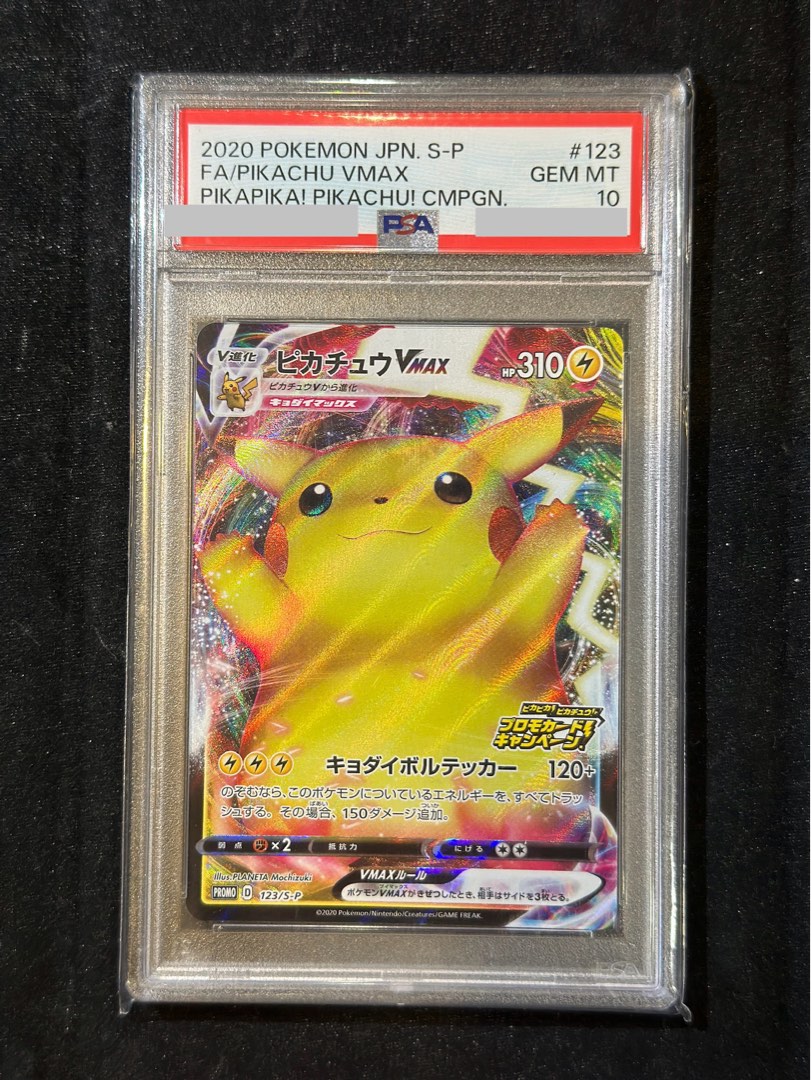 2020 POKEMON JPN. S-P #123
FA/PIKACHU VMAX GEM MT
PIKAPIKA! PIKACHU! CMPGN. 10
PSA
V進化
ピカチュウVMAX
HP310
ピカチュウVから進化
キョダイマックス
ピカピカ! ピカチュウ!
プロモカード
キャンペーン!
キョダイボルテッカー 120+
のぞむなら、このポケモンについているエネルギーを、すべてトラッ
シュする。その場合、150ダメージ追加。
弱点 ×2 抵抗力 にげる
Illus.PLANETA Mochizuki
VMAXルール
PROMO D 123/S-P
ポケモンVMAXがきぜつしたとき、相手はサイドを3枚とる。
©2020 Pokémon/Nintendo/Creatures/GAME FREAK.
PSA